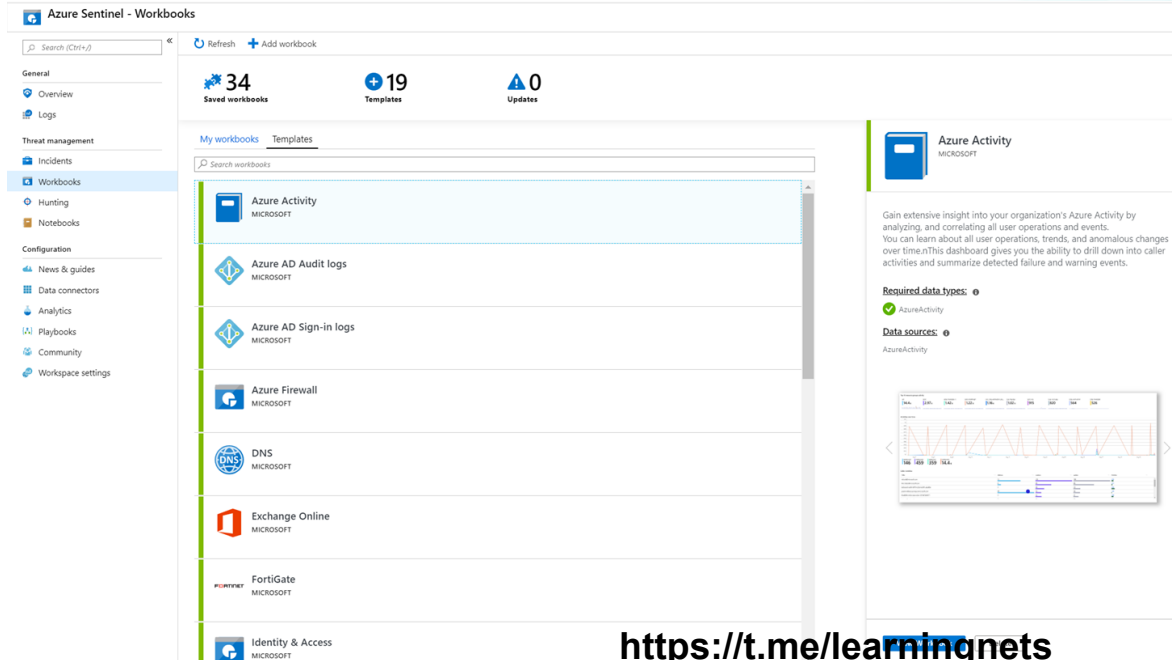 Azure Sentinel - Workbooks
Search (Ctrl+/)
«
Refresh
Add workbook
General
Overview
Logs
Threat management
Incidents
Workbooks
Hunting
Notebooks
Configuration
News & guides
Data connectors
Analytics
Playbooks
Community
Workspace settings
34
Saved workbooks
19
Templates
0
Updates
My workbooks
Templates
Search workbooks
Azure Activity
MICROSOFT
Azure AD Audit logs
MICROSOFT
Azure AD Sign-in logs
MICROSOFT
Azure Firewall
MICROSOFT
DNS
DNS
MICROSOFT
Exchange Online
MICROSOFT
FORTINET
FortiGate
MICROSOFT
Identity & Access
MICROSOFT
Azure Activity
MICROSOFT
Gain extensive insight into your organization's Azure Activity by
analyzing, and correlating all user operations and events.
You can learn about all user operations, trends, and anomalous changes
over time.nThis dashboard gives you the ability to drill down into caller
activities and summarize detected failure and warning events.
Required data types:
AzureActivity
Data sources:
AzureActivity
https://t.me/learningnets